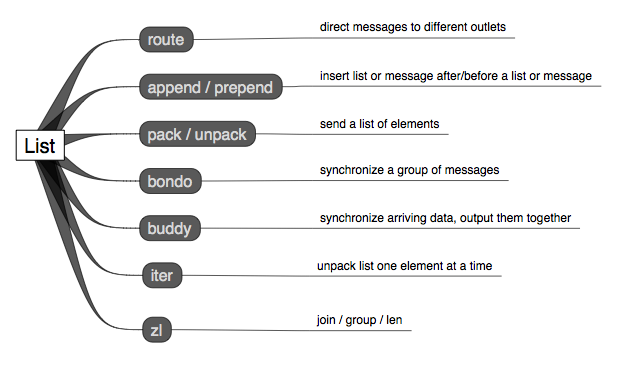 List
route
direct messages to different outlets
append / prepend
insert list or message after/before a list or message
pack / unpack
send a list of elements
bondo
synchronize a group of messages
buddy
synchronize arriving data, output them together
iter
unpack list one element at a time
zl
join / group / len